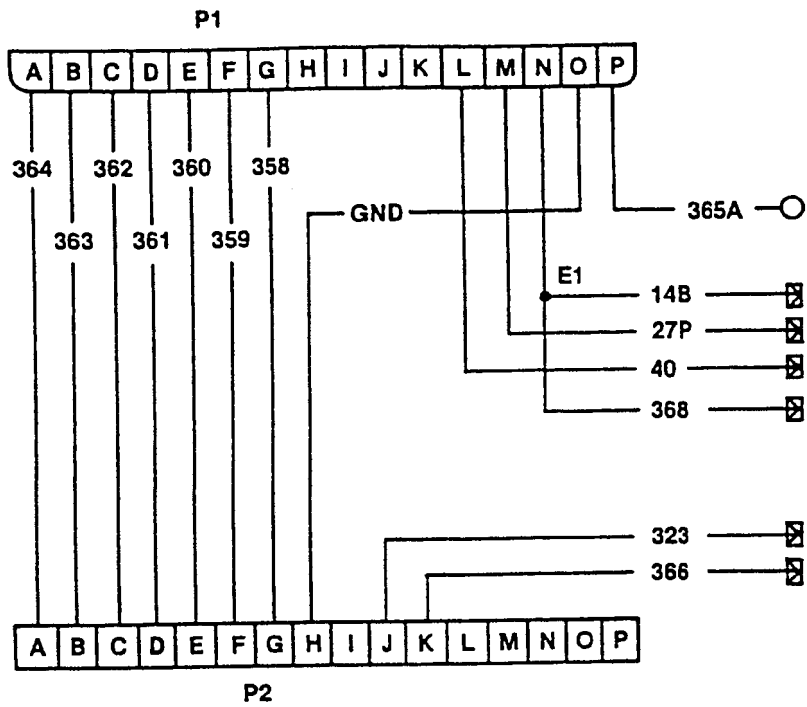 P1
A B C D E F G H I J K L M N O P
364 362 360 358
GND 365A
363 361 359
E1
14B
27P
40
368
323
366
A B C D E F G H I J K L M N O P
P2